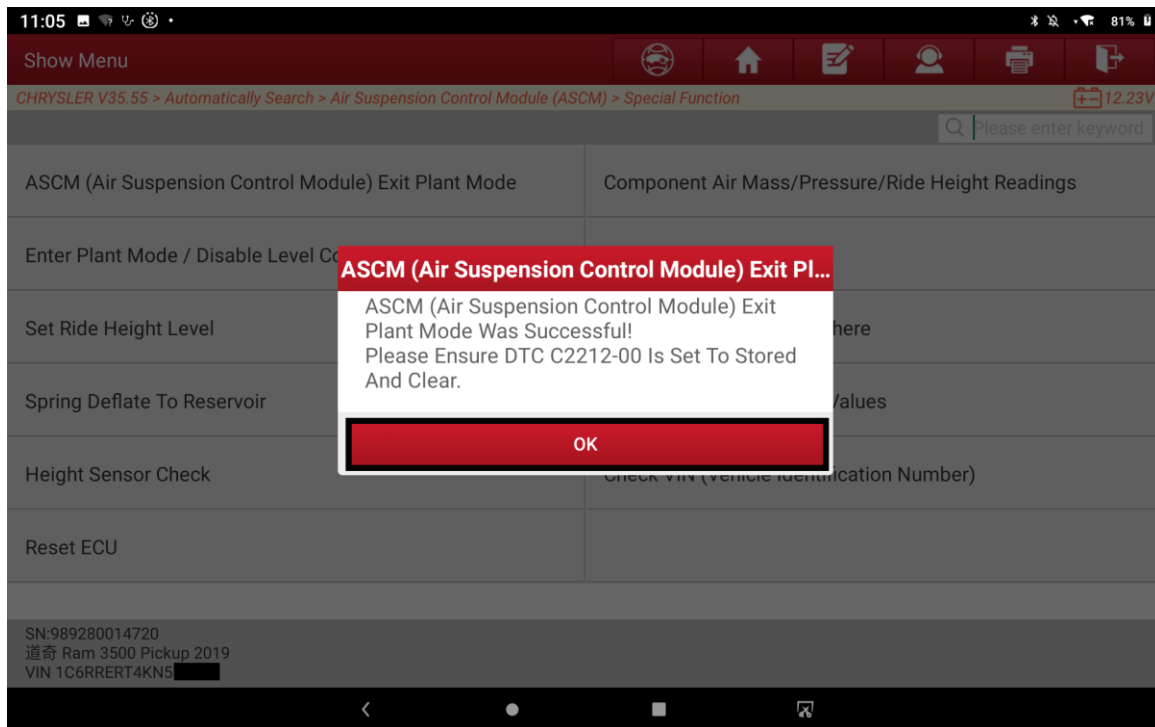 11:05
81%
Show Menu
CHRYSLER V35.55 > Automatically Search > Air Suspension Control Module (ASCM) > Special Function
12.23V
Please enter keyword
ASCM (Air Suspension Control Module) Exit Plant Mode
Component Air Mass/Pressure/Ride Height Readings
Enter Plant Mode / Disable Level
ASCM (Air Suspension Control Module) Exit Pl...
ASCM (Air Suspension Control Module) Exit
Plant Mode Was Successful!
Please Ensure DTC C2212-00 Is Set To Stored
And Clear.
OK
Set Ride Height Level
here
Spring Deflate To Reservoir
Values
Height Sensor Check
Check VIN (Vehicle Identification Number)
Reset ECU
SN:989280014720
道奇 Ram 3500 Pickup 2019
VIN 1C6RRERT4KN5